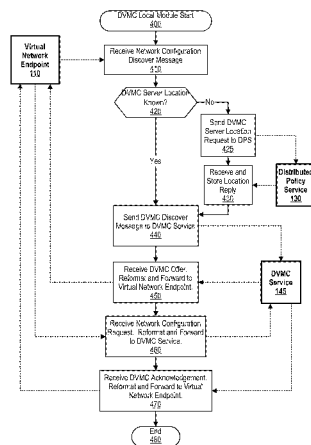 DVMC Local Module Start
400
Virtual
Network
Endpoint
110
Receive Network Configuration
Discover Message
410
DVMC Server Location
Known?
420
No
Send DVMC
Server Location
Request to DPS
425
Yes
Receive and
Store Location
Reply
430
Distributed
Policy
Service
130
Send DVMC Discover
Message to DVMC Service
440
Receive DVMC Offer,
Reformat and Forward to
Virtual Network Endpoint.
450
DVMC
Service
145
Receive Network Configuration
Request. Reformat and Forward
to DVMC Service.
460
Receive DVMC Acknowledgement.
Reformat and Forward to Virtual
Network Endpoint.
470
End
480